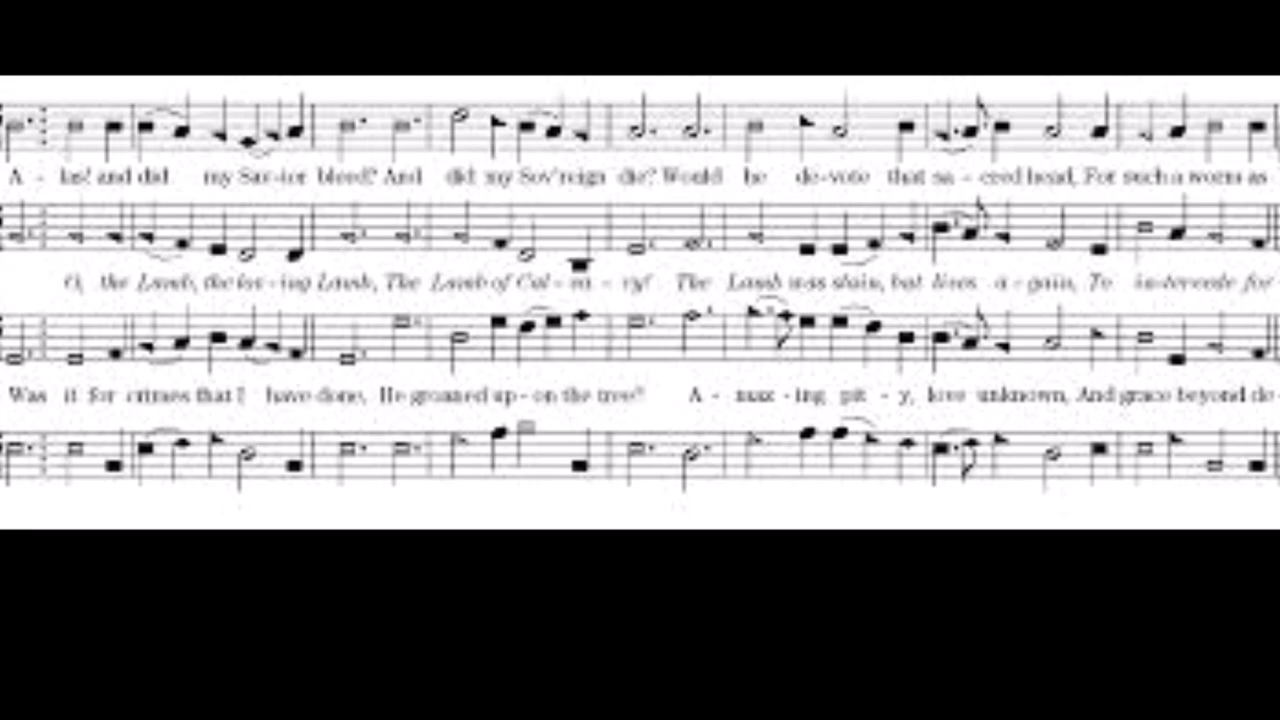 A - las! and did my Sav-ior bleed? And did my Sov'reign die? Would he de-vote that sa - cred head, For such a worm as
O, the Lamb, the lov-ing Lamb, The Lamb of Cal - va - ry! The Lamb was slain, but lives a - gain, To in-tercede for
Was it for crimes that I have done, He groaned up-on the tree? A - maz - ing pit - y, love unknown, And grace beyond de-